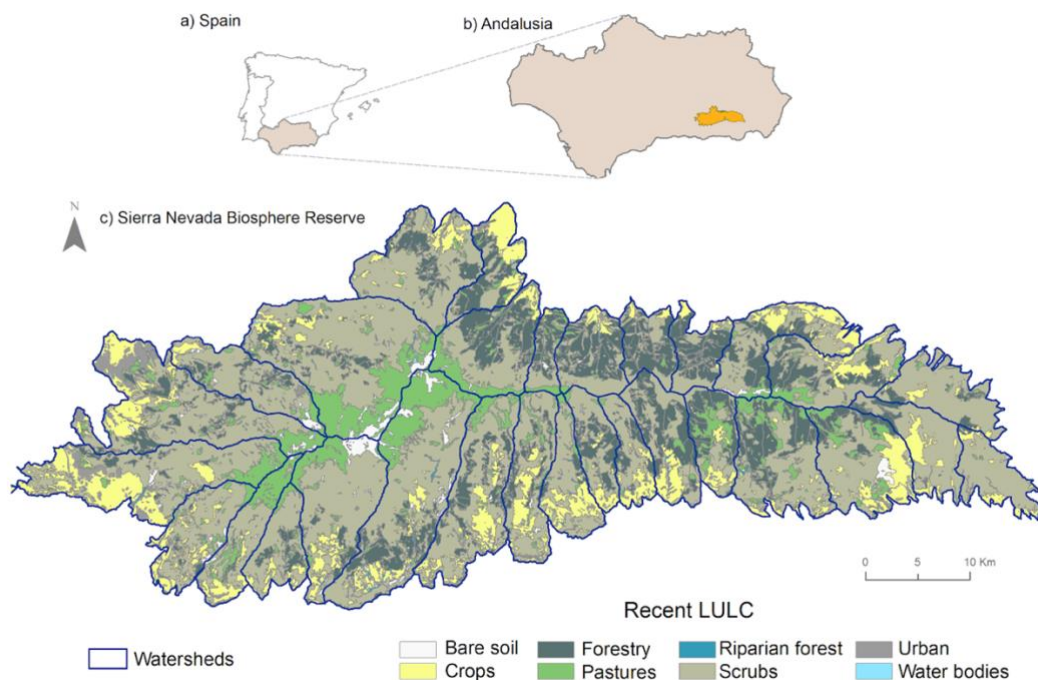 a) Spain
b) Andalusia
N
c) Sierra Nevada Biosphere Reserve
0 5 10 Km
Recent LULC
Watersheds
Bare soil Forestry Riparian forest Urban
Crops Pastures Scrubs Water bodies